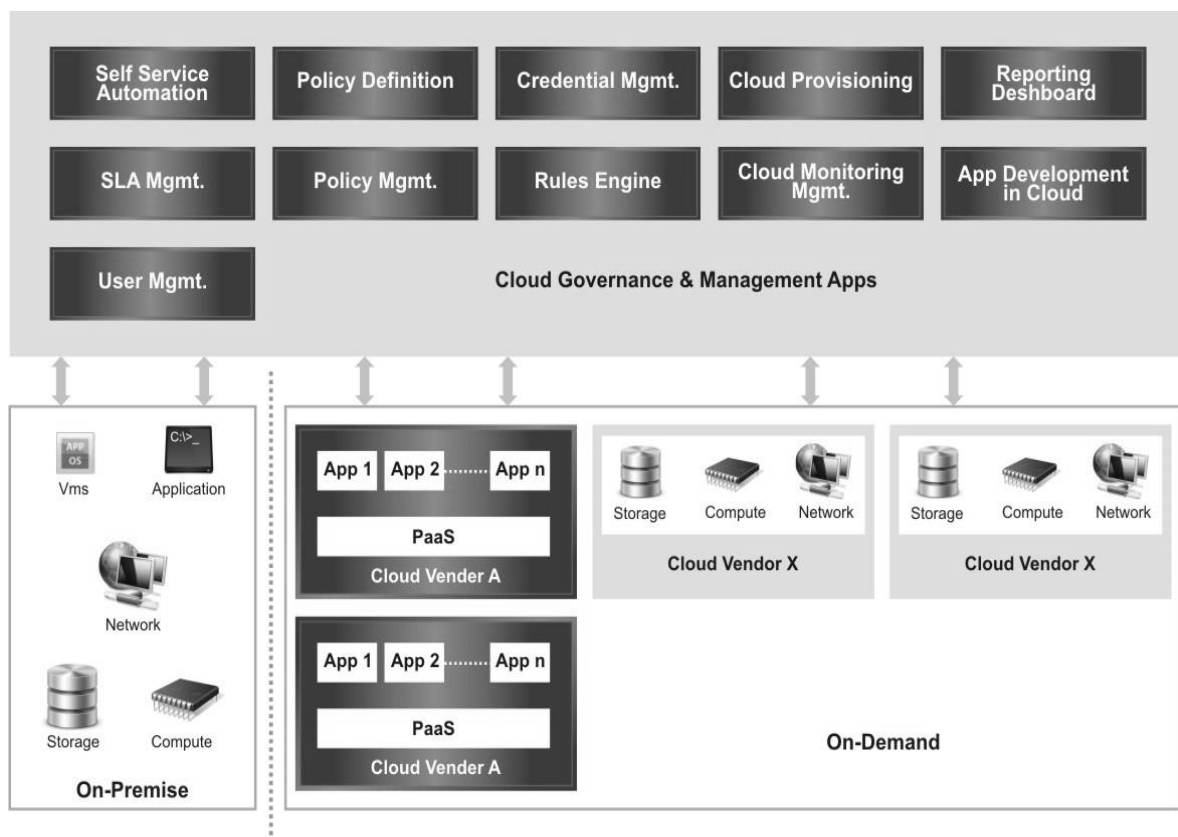 Self Service
Automation
Policy Definition
Credential Mgmt.
Cloud Provisioning
Reporting
Deshboard
SLA Mgmt.
Policy Mgmt.
Rules Engine
Cloud Monitoring
Mgmt.
App Development
in Cloud
User Mgmt.
Cloud Governance & Management Apps
APP
OS
Vms
C:\>_
Application
Network
Storage
Compute
On-Premise
App 1
App 2
App n
PaaS
Cloud Vender A
Storage
Compute
Network
Cloud Vendor X
Storage
Compute
Network
Cloud Vendor X
App 1
App 2
App n
PaaS
Cloud Vender A
On-Demand